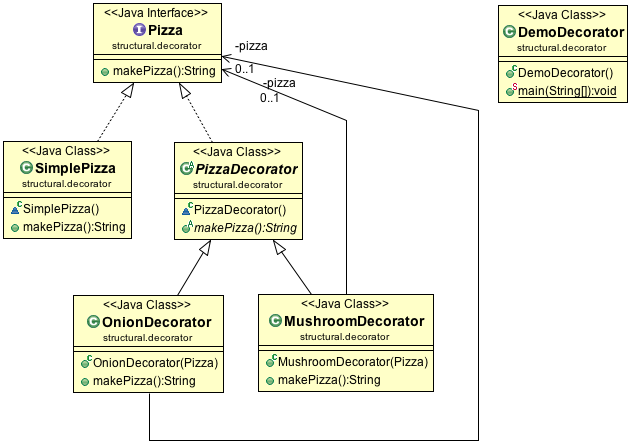 <<Java Interface>>
Pizza
structural.decorator
makePizza():String
<<Java Class>>
DemoDecorator
structural.decorator
DemoDecorator()
main(String[]):void
-pizza
0..1
-pizza
0..1
<<Java Class>>
SimplePizza
structural.decorator
SimplePizza()
makePizza():String
<<Java Class>>
PizzaDecorator
structural.decorator
PizzaDecorator()
makePizza():String
<<Java Class>>
OnionDecorator
structural.decorator
OnionDecorator(Pizza)
makePizza():String
<<Java Class>>
MushroomDecorator
structural.decorator
MushroomDecorator(Pizza)
makePizza():String